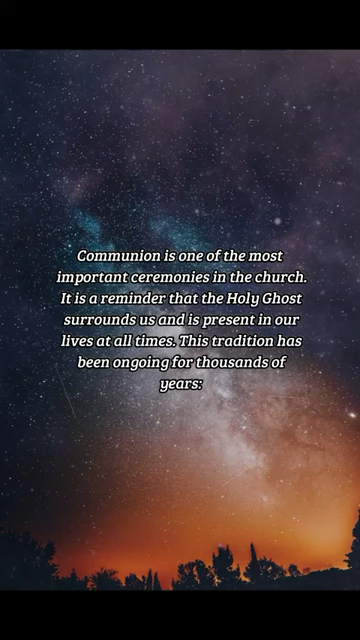 Communion is one of the most
important ceremonies in the church.
It is a reminder that the Holy Ghost
surrounds us and is present in our
lives at all times. This tradition has
been ongoing for thousands of
years: